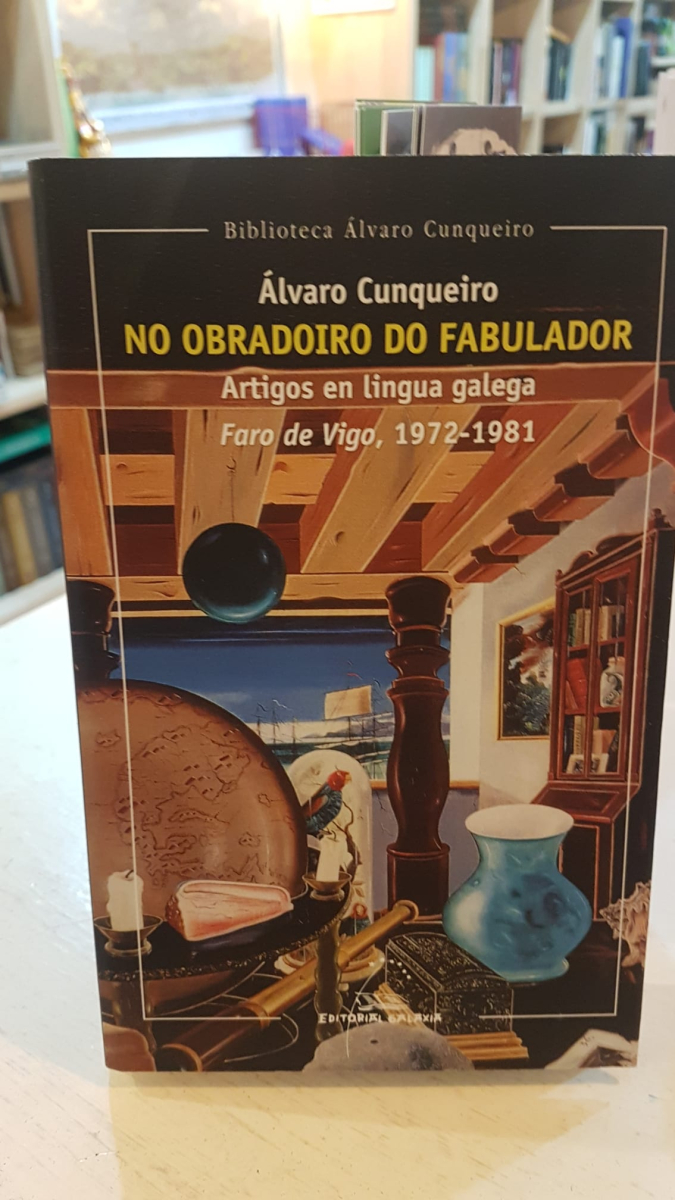 Biblioteca Álvaro Cunqueiro
Álvaro Cunqueiro
NO OBRADOIRO DO FABULADOR
Artigos en lingua galega
Faro de Vigo, 1972-1981
EDITORIAL GALAXIA